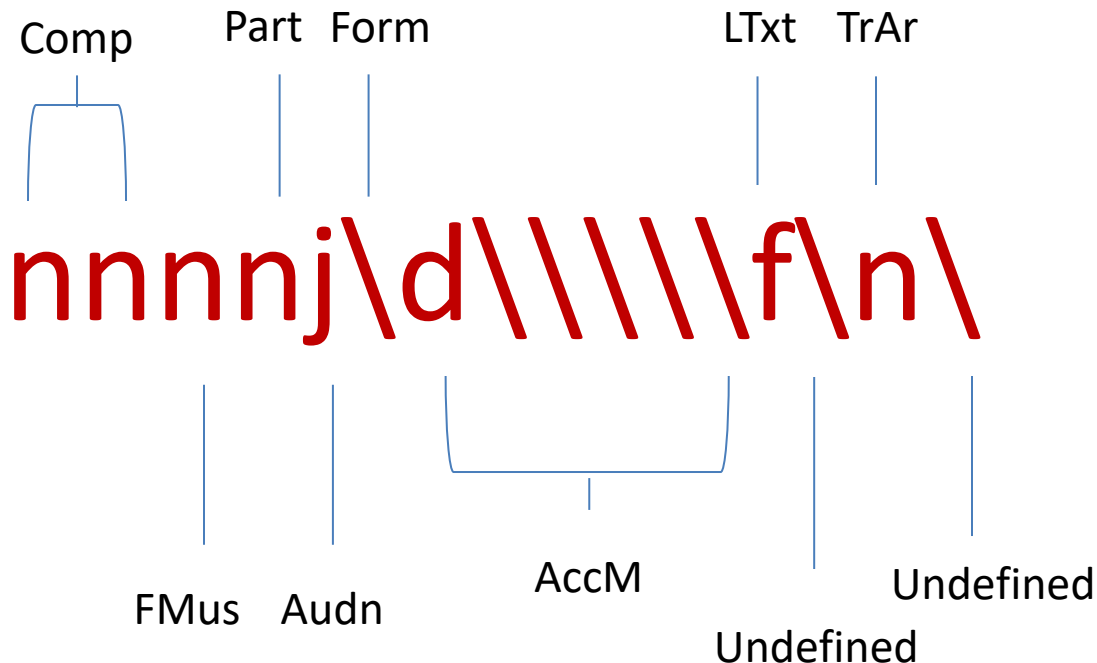 Comp Part Form LTxt TrAr
nnnnj\d\\\\\f\n\
FMus Audn AccM Undefined Undefined